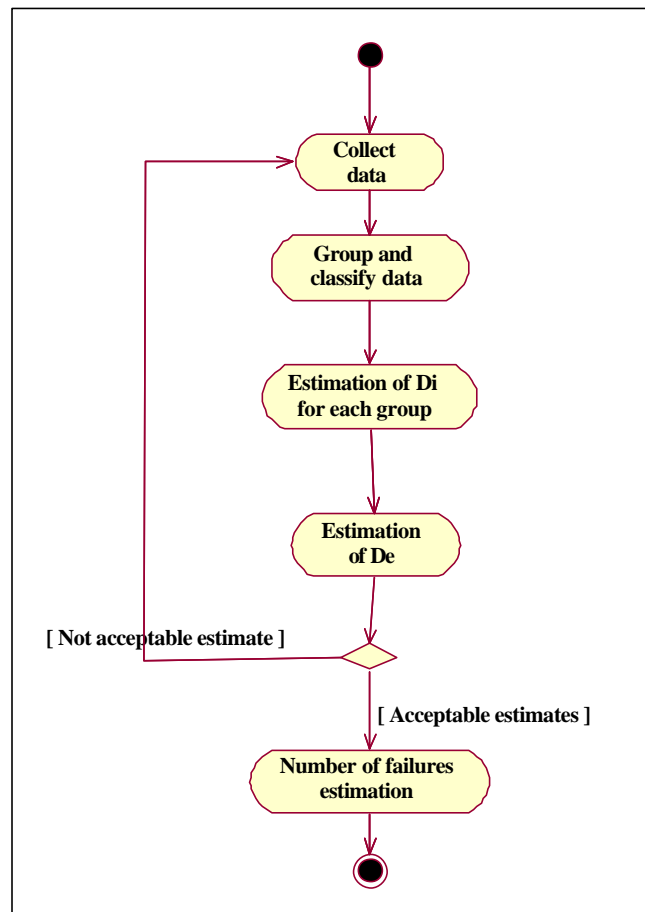 Collect
data
Group and
classify data
Estimation of Di
for each group
Estimation
of De
[ Not acceptable estimate ]
[ Acceptable estimates ]
Number of failures
estimation